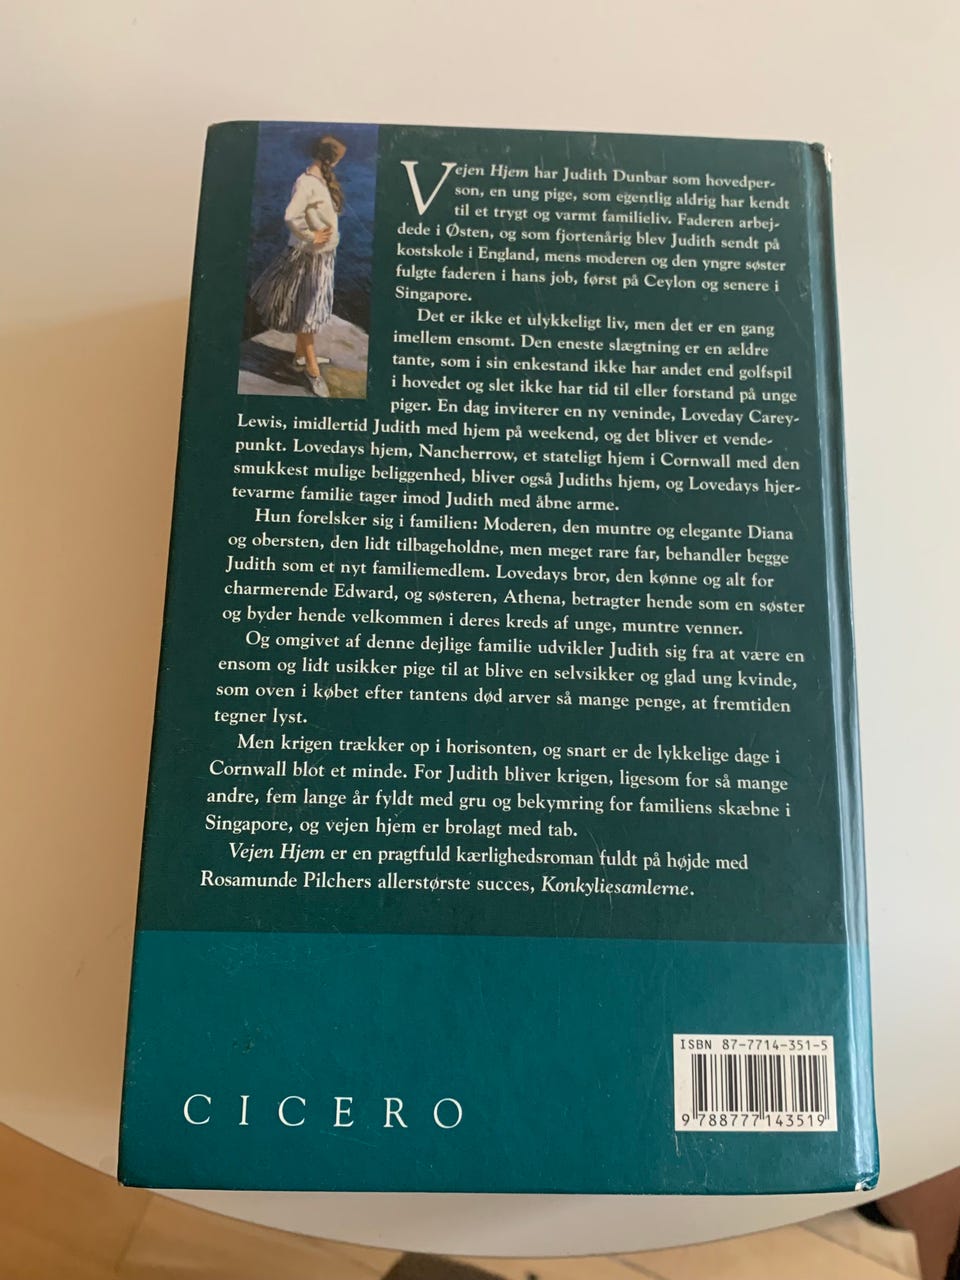 Vejen Hjem har Judith Dunbar som hovedper-
son, en ung pige, som egentlig aldrig har kendt
til et trygt og varmt familieliv. Faderen arbej-
dede i Østen, og som fjortenårig blev Judith sendt på
kostskole i England, mens moderen og den yngre søster
fulgte faderen i hans job, først på Ceylon og senere i
Singapore.
Det er ikke et ulykkeligt liv, men det er en gang
imellem ensomt. Den eneste slægtning er en ældre
tante, som i sin enkestand ikke har andet end golfspil
i hovedet og slet ikke har tid til eller forstand på unge
piger. En dag inviterer en ny veninde, Loveday Carey-
Lewis, imidlertid Judith med hjem på weekend, og det bliver et vende-
punkt. Lovedays hjem, Nancherrow, et stateligt hjem i Cornwall med den
smukkest mulige beliggenhed, bliver også Judiths hjem, og Lovedays hjer-
tevarme familie tager imod Judith med åbne arme.
Hun forelsker sig i familien: Moderen, den muntre og elegante Diana
og obersten, den lidt tilbageholdne, men meget rare far, behandler begge
Judith som et nyt familiemedlem. Lovedays bror, den kønne og alt for
charmerende Edward, og søsteren, Athena, betragter hende som en søster
og byder hende velkommen i deres kreds af unge, muntre venner.
Og omgivet af denne dejlige familie udvikler Judith sig fra at være en
ensom og lidt usikker pige til at blive en selvsikker og glad ung kvinde,
som oven i købet efter tantens død arver så mange penge, at fremtiden
tegner lyst.
Men krigen trækker op i horisonten, og snart er de lykkelige dage i
Cornwall blot et minde. For Judith bliver krigen, ligesom for så mange
andre, fem lange år fyldt med gru og bekymring for familiens skæbne i
Singapore, og vejen hjem er brolagt med tab.
Vejen Hjem er en pragtfuld kærlighedsroman fuldt på højde med
Rosamunde Pilchers allerstørste succes, Konkyliesamlerne.
ISBN 87-7714-351-5
9 788777 143519
CICERO